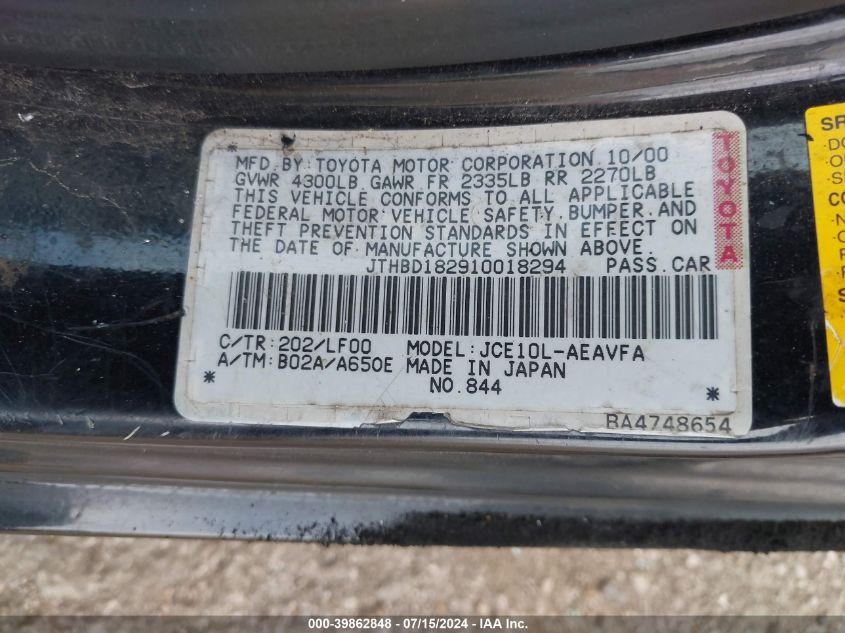 MFD.BY TOYOTA MOTOR CORPORATION 10/00
GVWR 4300LB GAWR FR 2335LB RR 2270LB
THIS VEHICLE CONFORMS TO ALL APPLICABLE
FEDERAL MOTOR VEHICLE SAFETY, BUMPER, AND
THEFT PREVENTION STANDARDS IN EFFECT ON
THE DATE OF MANUFACTURE SHOWN ABOVE.
JTHBD182910018294 PASS.CAR
TOYOTA
C/TR:202/LF00 MODEL:JCE10L-AEAVFA
A/TM:B02A/A650E MADE IN JAPAN
* NO.844 *
BA4748654
000-39862848 - 07/15/2024 - IAA Inc.